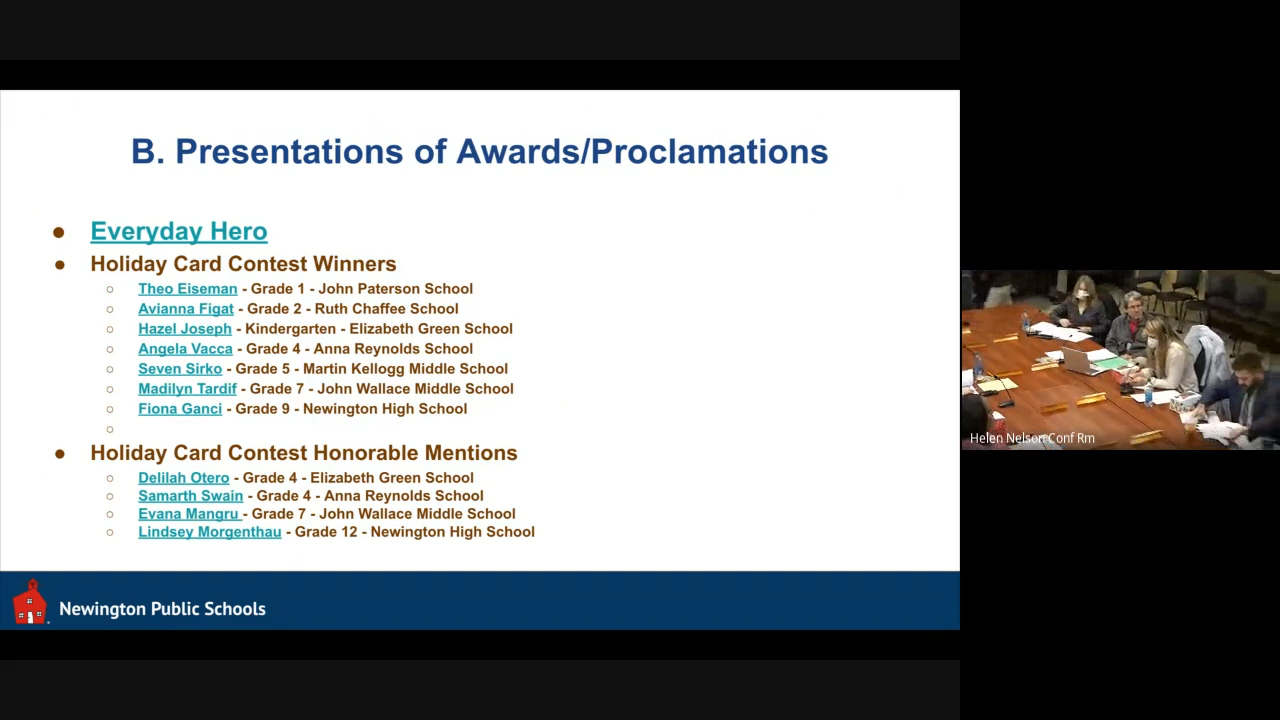 B. Presentations of Awards/Proclamations
● Everyday Hero
● Holiday Card Contest Winners
○ Theo Eiseman - Grade 1 - John Paterson School
○ Avianna Figat - Grade 2 - Ruth Chaffee School
○ Hazel Joseph - Kindergarten - Elizabeth Green School
○ Angela Vacca - Grade 4 - Anna Reynolds School
○ Seven Sirko - Grade 5 - Martin Kellogg Middle School
○ Madilyn Tardif - Grade 7 - John Wallace Middle School
○ Fiona Ganci - Grade 9 - Newington High School
○
● Holiday Card Contest Honorable Mentions
○ Delilah Otero - Grade 4 - Elizabeth Green School
○ Samarth Swain - Grade 4 - Anna Reynolds School
○ Evana Mangru - Grade 7 - John Wallace Middle School
○ Lindsey Morgenthau - Grade 12 - Newington High School
Newington Public Schools
Helen Nelson Conf Rm